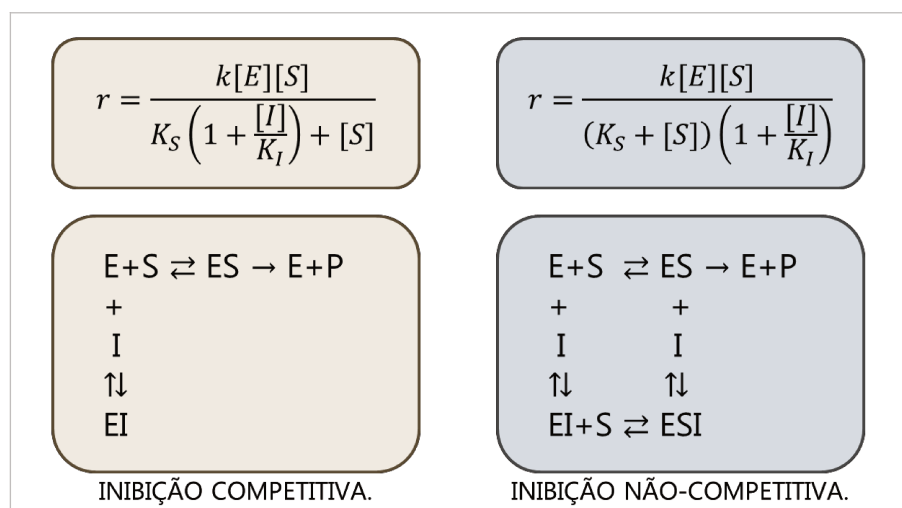 r = k[E][S] / (K_S (1 + [I]/K_I) + [S])
r = k[E][S] / ((K_S + [S]) (1 + [I]/K_I))
E+S ⇄ ES → E+P
+
I
⇅
EI
E+S ⇄ ES → E+P
+ +
I I
⇅ ⇅
EI+S ⇄ ESI
INIBIÇÃO COMPETITIVA.
INIBIÇÃO NÃO-COMPETITIVA.